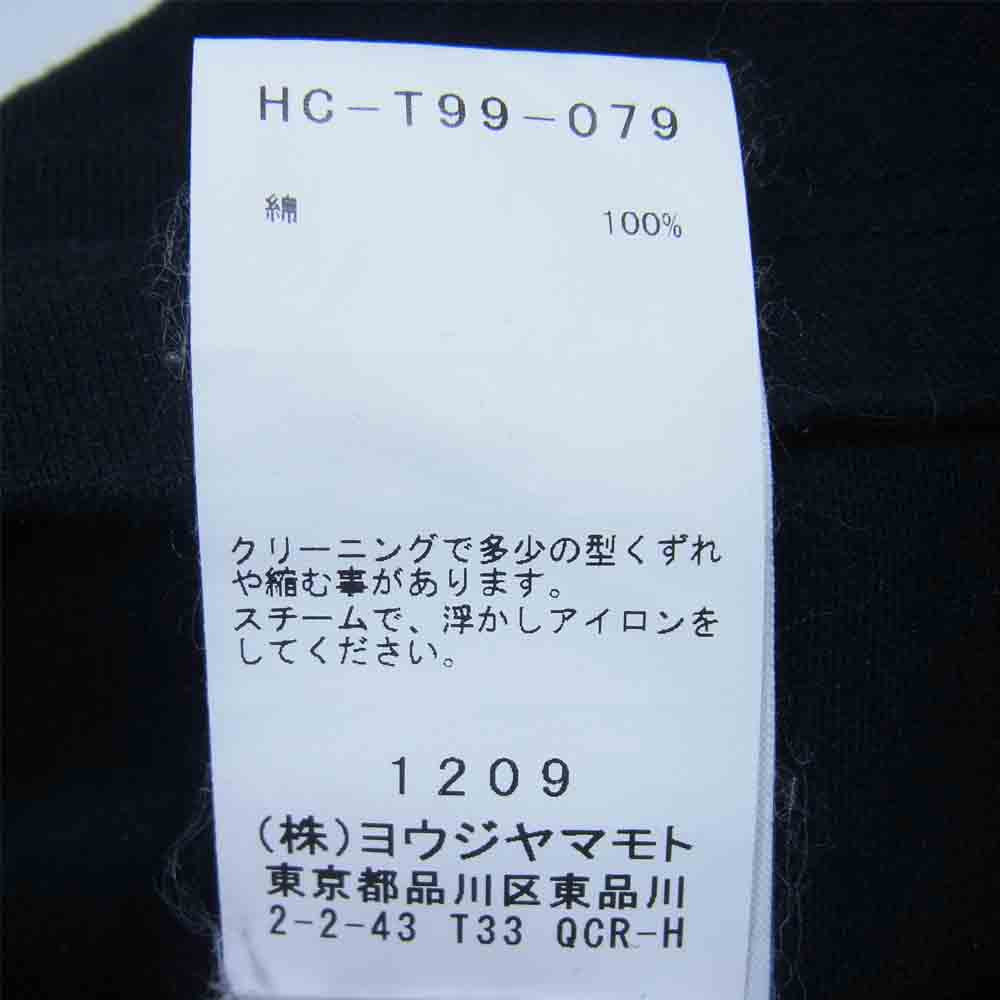 HC-T99-079
綿 100%
クリーニングで多少の型くずれ
や縮む事があります。
スチームで、浮かしアイロンを
してください。
1209
(株)ヨウジヤマモト
東京都品川区東品川
2-2-43 T33 QCR-H